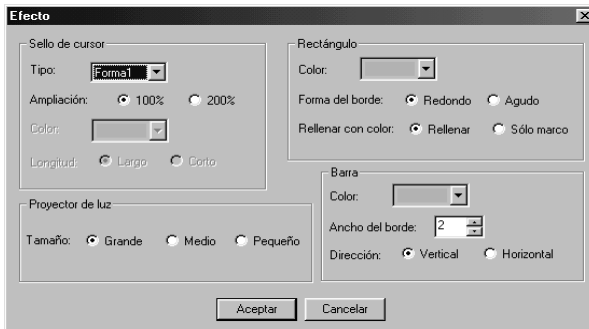 Efecto
Sello de cursor
Tipo: Forma1
Ampliación: 100% 200%
Color:
Longitud: Largo Corto
Rectángulo
Color:
Forma del borde: Redondo Agudo
Rellenar con color: Rellenar Sólo marco
Proyector de luz
Tamaño: Grande Medio Pequeño
Barra
Color:
Ancho del borde: 2
Dirección: Vertical Horizontal
Aceptar Cancelar